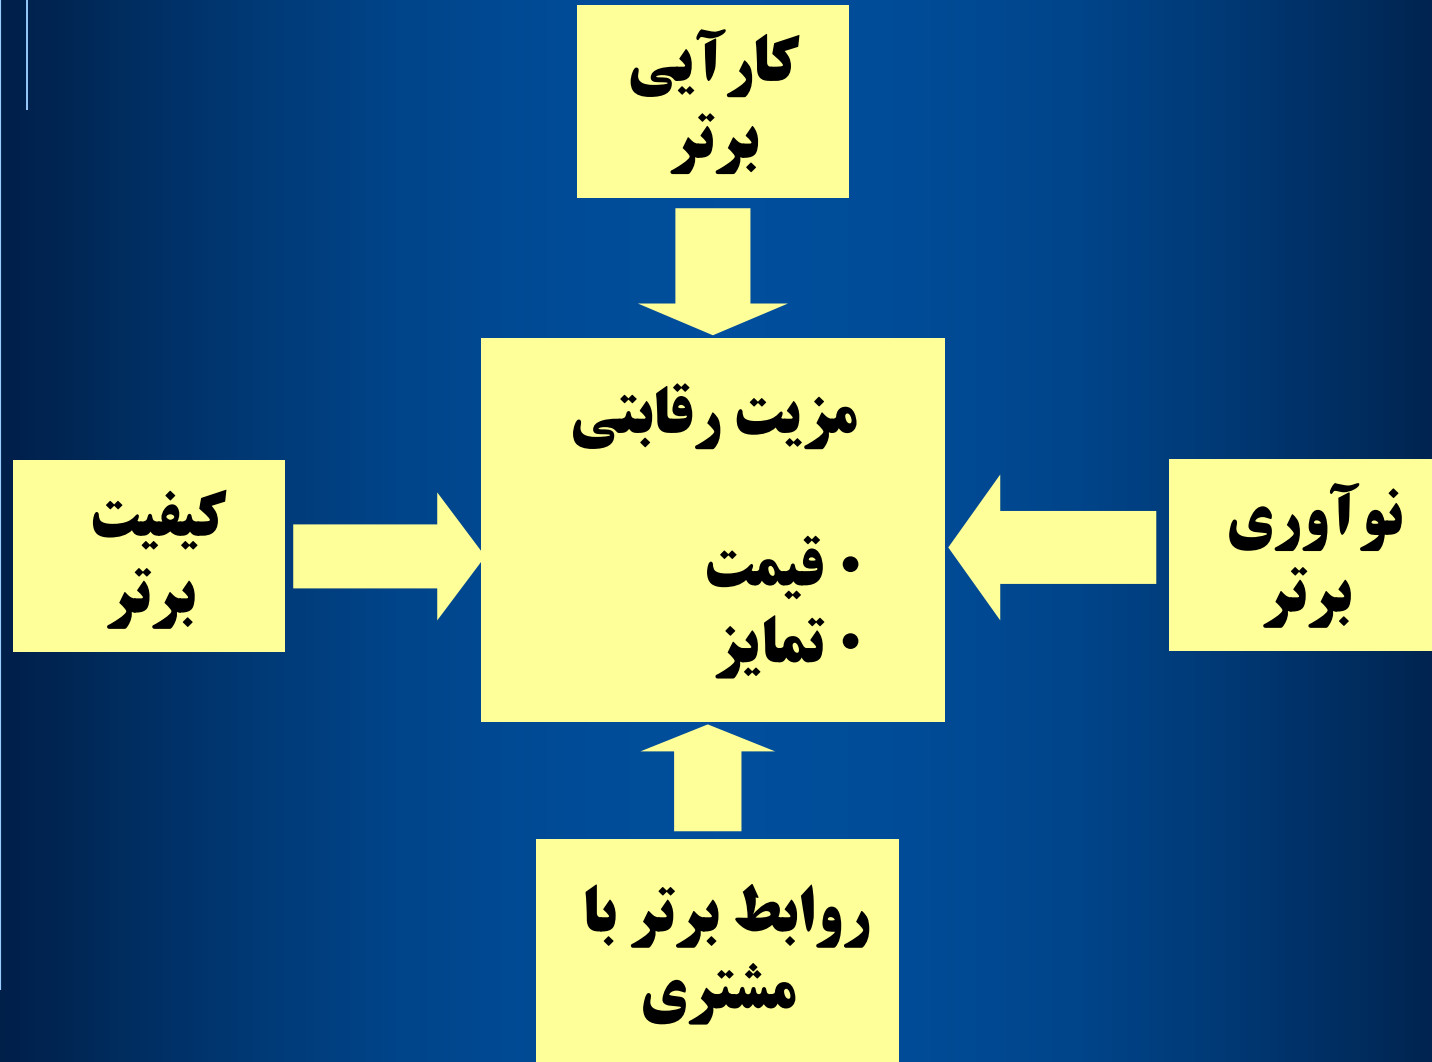 کارآیی
برتر
مزیت رقابتی
• قیمت
• تمایز
نوآوری
برتر
کیفیت
برتر
روابط برتر با
مشتری